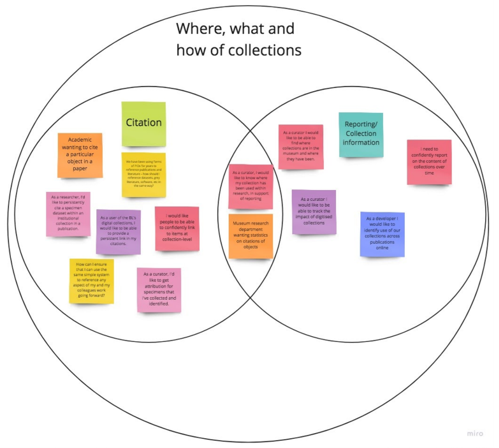 Where, what and
how of collections
Citation
Academic
wanting to cite
a particular
object in a
paper
As a researcher, I'd
like to persistently
cite a specimen
dataset within an
institutional
collection in a
publication.
As a user of the BL's
digital collections, I
would like to be able
to provide a
persistent link in my
citations.
I would like
people to be able
to confidently link
to items at
collection-level
How can I ensure
that I can use the
same simple system
to reference any
aspect of my and my
colleagues work
going forward?
As a curator, I'd like
to get
attribution for
specimens that
I've collected and
identified.
As a curator, I would
like to know where
my collection has
been used within
research, in support
of reporting
Museum research
department
wanting statistics
on citations of
objects
Reporting/
Collection
Information
As a curator I would
like to be able to
find where
collections are in the
museum and where
they have been.
I need to
confidently report
on the content of
collections over
time
As a curator I
would like to be
able to track the
impact of digitised
collections
As a developer I
would like to
identify use of our
collections across
publications
online
miro